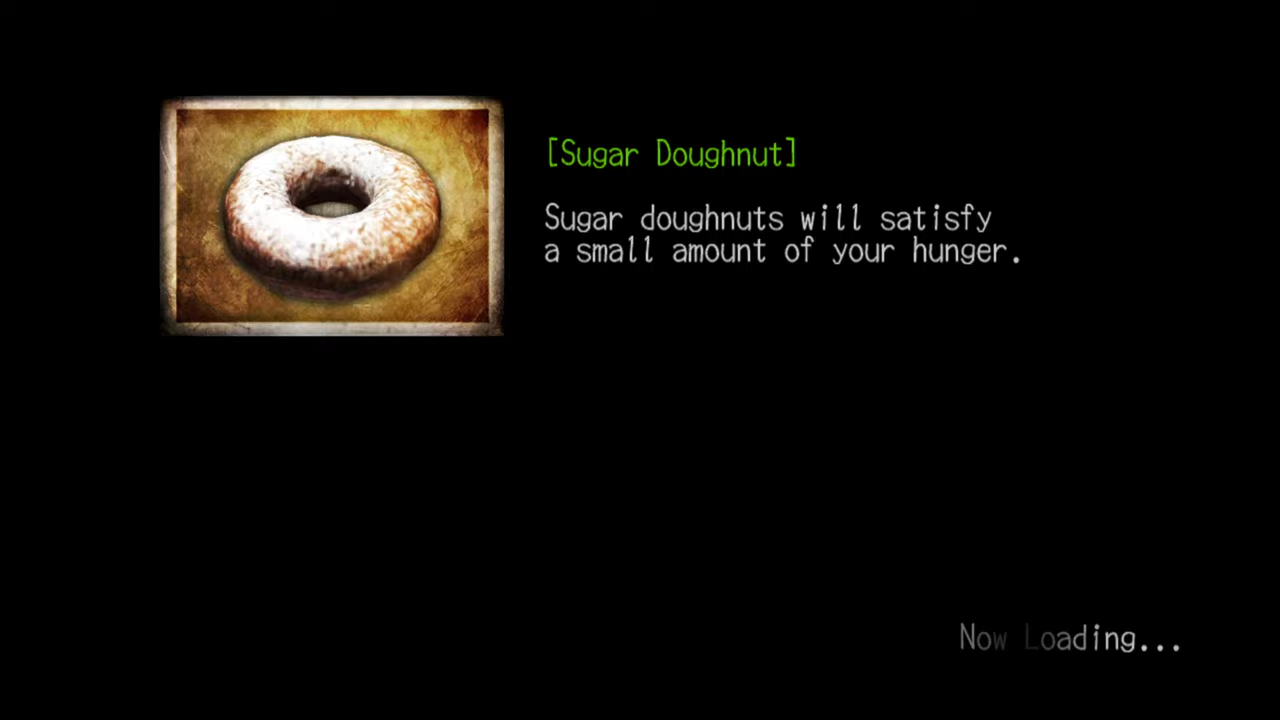 [Sugar Doughnut]
Sugar doughnuts will satisfy
a small amount of your hunger.
Now Loading...